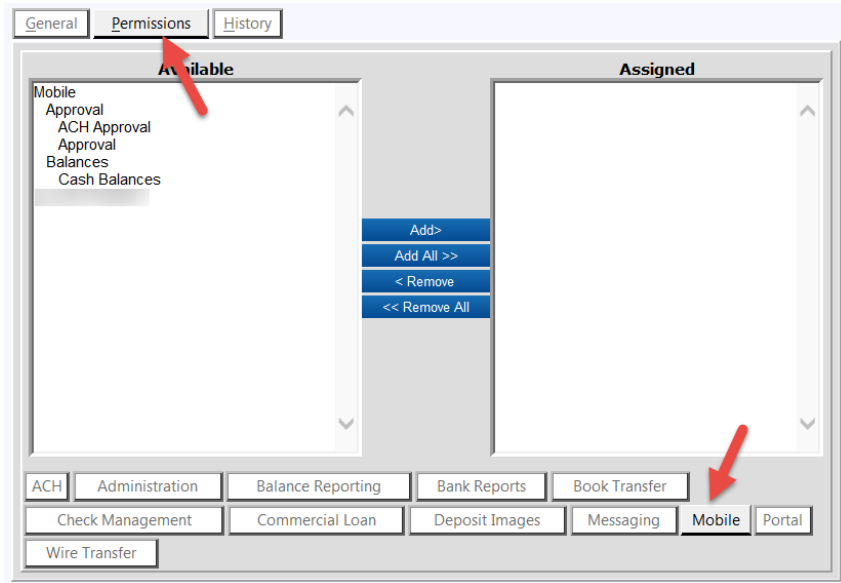 General Permissions History
Available
Assigned
Mobile
Approval
ACH Approval
Approval
Balances
Cash Balances
Add>
Add All >>
< Remove
<< Remove All
ACH Administration Balance Reporting Bank Reports Book Transfer
Check Management Commercial Loan Deposit Images Messaging Mobile Portal
Wire Transfer